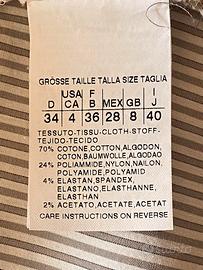 GRÖSSE TAILLE TALLA SIZE TAGLIA
D USA CA F B MEX GB I J
34 4 36 28 8 40
TESSUTO-TISSU-CLOTH-STOFF-
TEJIDO-TECIDO
70% COTONE,COTTON,ALGODON,
COTON,BAUMWOLLE,ALGODAO
24% POLIAMMIDE,NYLON,NAILON,
POLYAMIDE,POLYAMID
4% ELASTAN,SPANDEX,
ELASTANO,ELASTHANNE,
ELASTHAN
2% ACETATO,ACETATE,ACETAT
CARE INSTRUCTIONS ON REVERSE